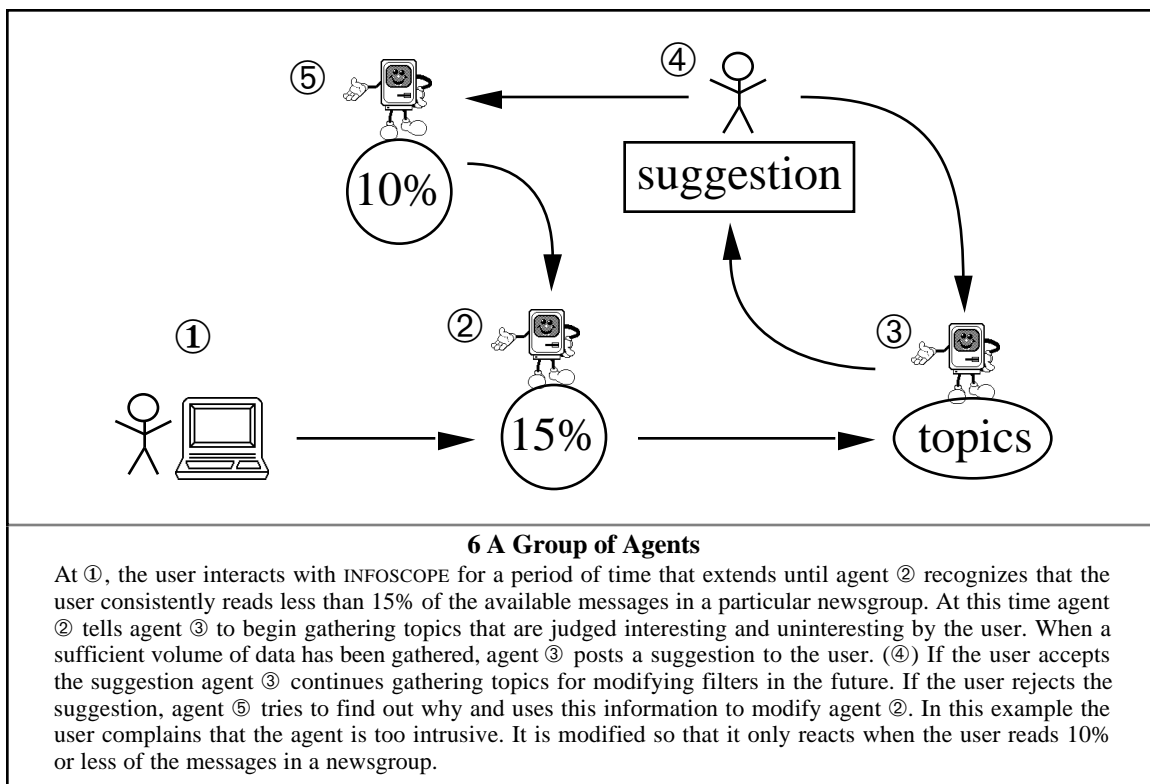 ⑤
④
10%
suggestion
②
①
③
15%
topics
6 A Group of Agents
At ①, the user interacts with INFOSCOPE for a period of time that extends until agent ② recognizes that the
user consistently reads less than 15% of the available messages in a particular newsgroup. At this time agent
② tells agent ③ to begin gathering topics that are judged interesting and uninteresting by the user. When a
sufficient volume of data has been gathered, agent ③ posts a suggestion to the user. (④) If the user accepts
the suggestion agent ③ continues gathering topics for modifying filters in the future. If the user rejects the
suggestion, agent ⑤ tries to find out why and uses this information to modify agent ②. In this example the
user complains that the agent is too intrusive. It is modified so that it only reacts when the user reads 10%
or less of the messages in a newsgroup.